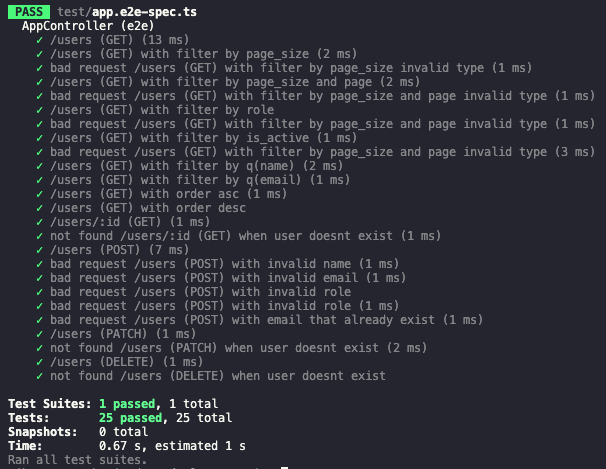 PASS test/app.e2e-spec.ts
AppController (e2e)
✓ /users (GET) (13 ms)
✓ /users (GET) with filter by page_size (2 ms)
✓ bad request /users (GET) with filter by page_size invalid type (1 ms)
✓ /users (GET) with filter by page_size and page (2 ms)
✓ bad request /users (GET) with filter by page_size and page invalid type (1 ms)
✓ /users (GET) with filter by role
✓ bad request /users (GET) with filter by page_size and page invalid type (1 ms)
✓ /users (GET) with filter by is_active (1 ms)
✓ bad request /users (GET) with filter by page_size and page invalid type (3 ms)
✓ /users (GET) with filter by q(name) (2 ms)
✓ /users (GET) with filter by q(email) (1 ms)
✓ /users (GET) with order asc (1 ms)
✓ /users (GET) with order desc
✓ /users/:id (GET) (1 ms)
✓ not found /users/:id (GET) when user doesnt exist (1 ms)
✓ /users (POST) (7 ms)
✓ bad request /users (POST) with invalid name (1 ms)
✓ bad request /users (POST) with invalid email (1 ms)
✓ bad request /users (POST) with invalid role
✓ bad request /users (POST) with invalid role (1 ms)
✓ bad request /users (POST) with email that already exist (1 ms)
✓ /users (PATCH) (1 ms)
✓ not found /users (PATCH) when user doesnt exist (2 ms)
✓ /users (DELETE) (1 ms)
✓ not found /users (DELETE) when user doesnt exist
Test Suites: 1 passed, 1 total
Tests: 25 passed, 25 total
Snapshots: 0 total
Time: 0.67 s, estimated 1 s
Ran all test suites.